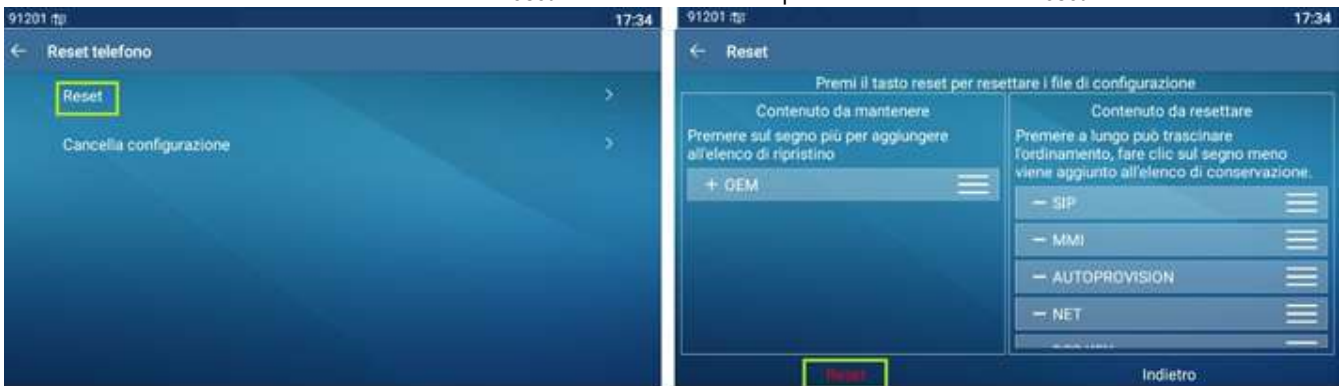 91201
17:34
Reset telefono
Reset
Cancella configurazione
91201
17:34
Reset
Premi il tasto reset per resettare i file di configurazione
Contenuto da mantenere
Premere sul segno più per aggiungere
all'elenco di ripristino
+ OEM
Contenuto da resettare
Premere a lungo può trascinare
l'ordinamento, fare clic sul segno meno
viene aggiunto all'elenco di conservazione.
— SIP
— MMI
— AUTOPROVISION
— NET
Reset
Indietro